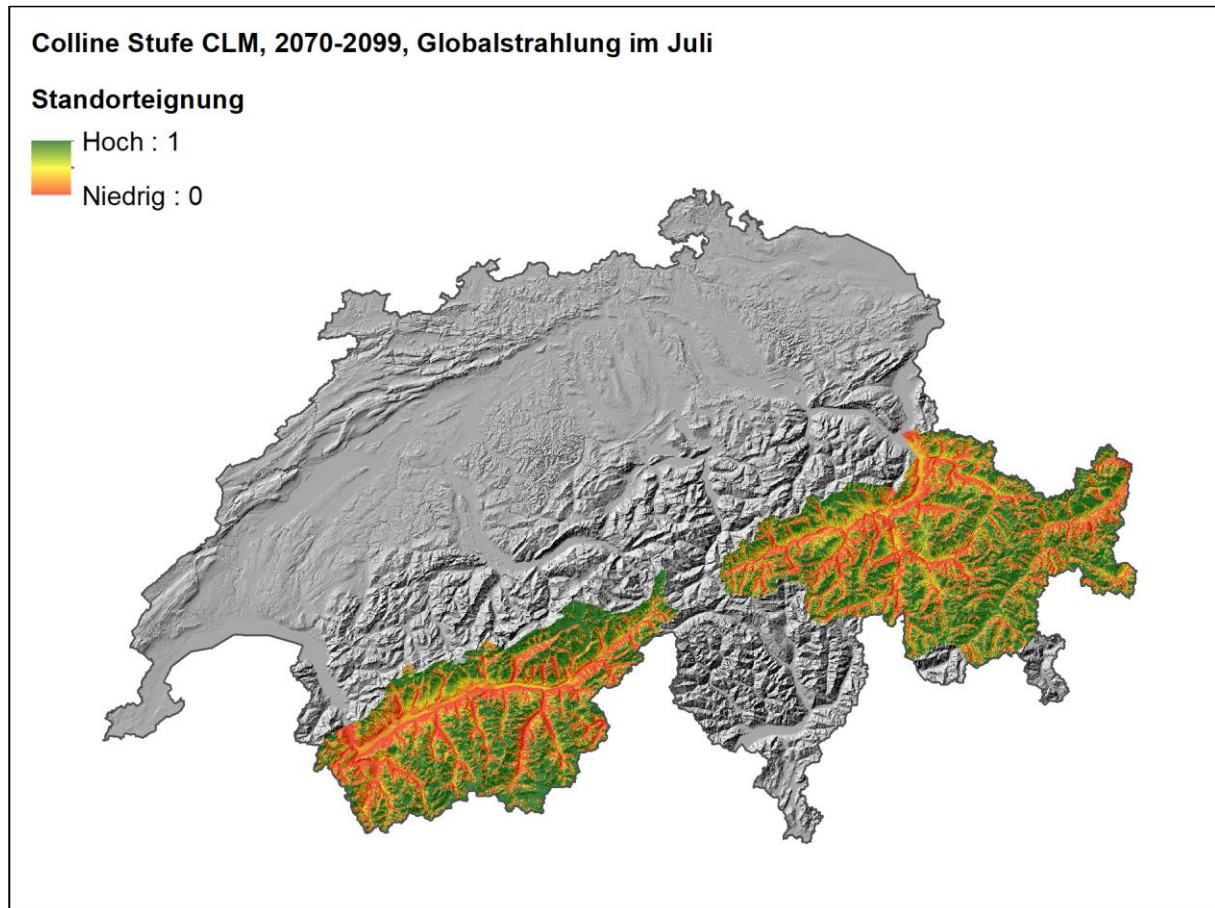 Colline Stufe CLM, 2070-2099, Globalstrahlung im Juli
Standorteignung
Hoch : 1
Niedrig : 0